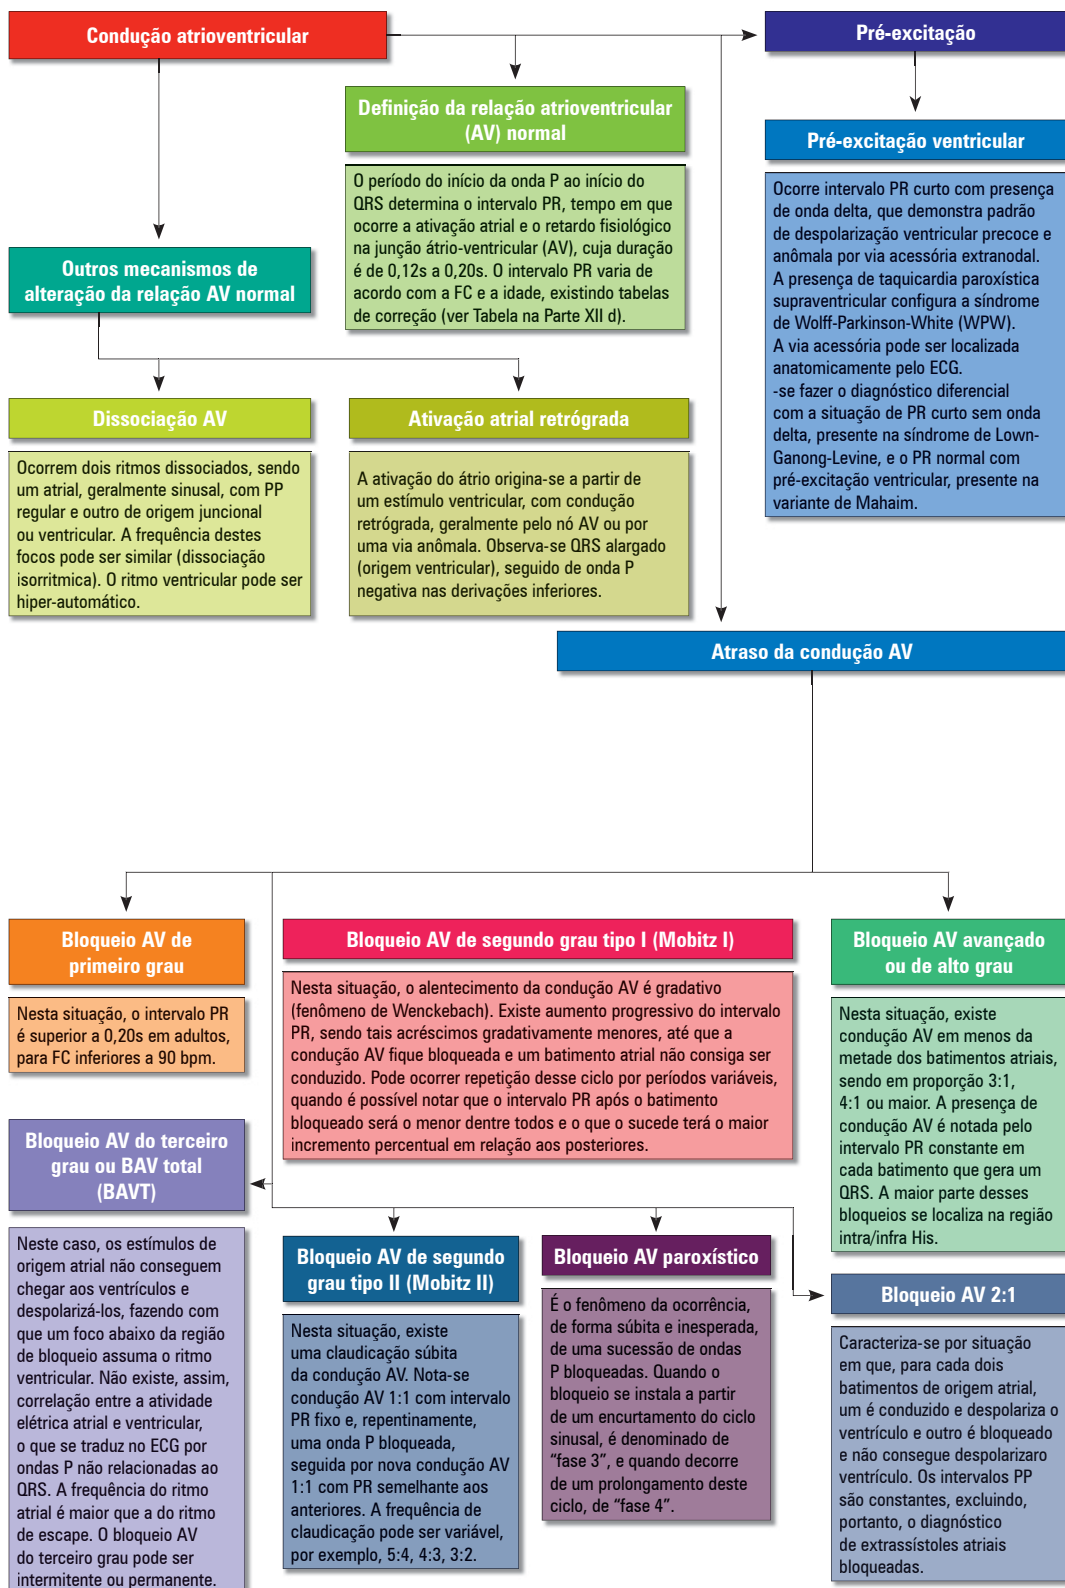 Condução atrioventricular
Pré-excitação
Definição da relação atrioventricular
(AV) normal
O período do início da onda P ao início do
QRS determina o intervalo PR, tempo em que
ocorre a ativação atrial e o retardo fisiológico
na junção átrio-ventricular (AV), cuja duração
é de 0,12s a 0,20s. O intervalo PR varia de
acordo com a FC e a idade, existindo tabelas
de correção (ver Tabela na Parte XII d).
Pré-excitação ventricular
Ocorre intervalo PR curto com presença
de onda delta, que demonstra padrão
de despolarização ventricular precoce e
anômala por via acessória extranodal.
A presença de taquicardia paroxística
supraventricular configura a síndrome
de Wolff-Parkinson-White (WPW).
A via acessória pode ser localizada
anatomicamente pelo ECG.
-se fazer o diagnóstico diferencial
com a situação de PR curto sem onda
delta, presente na síndrome de Lown-
Ganong-Levine, e o PR normal com
pré-excitação ventricular, presente na
variante de Mahaim.
Outros mecanismos de
alteração da relação AV normal
Dissociação AV
Ocorrem dois ritmos dissociados, sendo
um atrial, geralmente sinusal, com PP
regular e outro de origem juncional
ou ventricular. A frequência destes
focos pode ser similar (dissociação
isorritmica). O ritmo ventricular pode ser
hiper-automático.
Ativação atrial retrógrada
A ativação do átrio origina-se a partir de
um estímulo ventricular, com condução
retrógrada, geralmente pelo nó AV ou por
uma via anômala. Observa-se QRS alargado
(origem ventricular), seguido de onda P
negativa nas derivações inferiores.
Atraso da condução AV
Bloqueio AV de
primeiro grau
Nesta situação, o intervalo PR
é superior a 0,20s em adultos,
para FC inferiores a 90 bpm.
Bloqueio AV de segundo grau tipo I (Mobitz I)
Nesta situação, o alentecimento da condução AV é gradativo
(fenômeno de Wenckebach). Existe aumento progressivo do intervalo
PR, sendo tais acréscimos gradativamente menores, até que a
condução AV fique bloqueada e um batimento atrial não consiga ser
conduzido. Pode ocorrer repetição desse ciclo por períodos variáveis,
quando é possível notar que o intervalo PR após o batimento
bloqueado será o menor dentre todos e o que o sucede terá o maior
incremento percentual em relação aos posteriores.
Bloqueio AV avançado
ou de alto grau
Nesta situação, existe
condução AV em menos da
metade dos batimentos atriais,
sendo em proporção 3:1,
4:1 ou maior. A presença de
condução AV é notada pelo
intervalo PR constante em
cada batimento que gera um
QRS. A maior parte desses
bloqueios se localiza na região
intra/infra His.
Bloqueio AV do terceiro
grau ou BAV total
(BAVT)
Neste caso, os estímulos de
origem atrial não conseguem
chegar aos ventrículos e
despolarizá-los, fazendo com
que um foco abaixo da região
de bloqueio assuma o ritmo
ventricular. Não existe, assim,
correlação entre a atividade
elétrica atrial e ventricular,
o que se traduz no ECG por
ondas P não relacionadas ao
QRS. A frequência do ritmo
atrial é maior que a do ritmo
de escape. O bloqueio AV
do terceiro grau pode ser
intermitente ou permanente.
Bloqueio AV de segundo
grau tipo II (Mobitz II)
Nesta situação, existe
uma claudicação súbita
da condução AV. Nota-se
condução AV 1:1 com intervalo
PR fixo e, repentinamente,
uma onda P bloqueada,
seguida por nova condução AV
1:1 com PR semelhante aos
anteriores. A frequência de
claudicação pode ser variável,
por exemplo, 5:4, 4:3, 3:2.
Bloqueio AV paroxístico
É o fenômeno da ocorrência,
de forma súbita e inesperada,
de uma sucessão de ondas
P bloqueadas. Quando o
bloqueio se instala a partir
de um encurtamento do ciclo
sinusal, é denominado de
“fase 3”, e quando decorre
de um prolongamento deste
ciclo, de “fase 4”.
Bloqueio AV 2:1
Caracteriza-se por situação
em que, para cada dois
batimentos de origem atrial,
um é conduzido e despolariza o
ventrículo e outro é bloqueado
e não consegue despolarizaro
ventrículo. Os intervalos PP
são constantes, excluindo,
portanto, o diagnóstico
de extrassístoles atriais
bloqueadas.